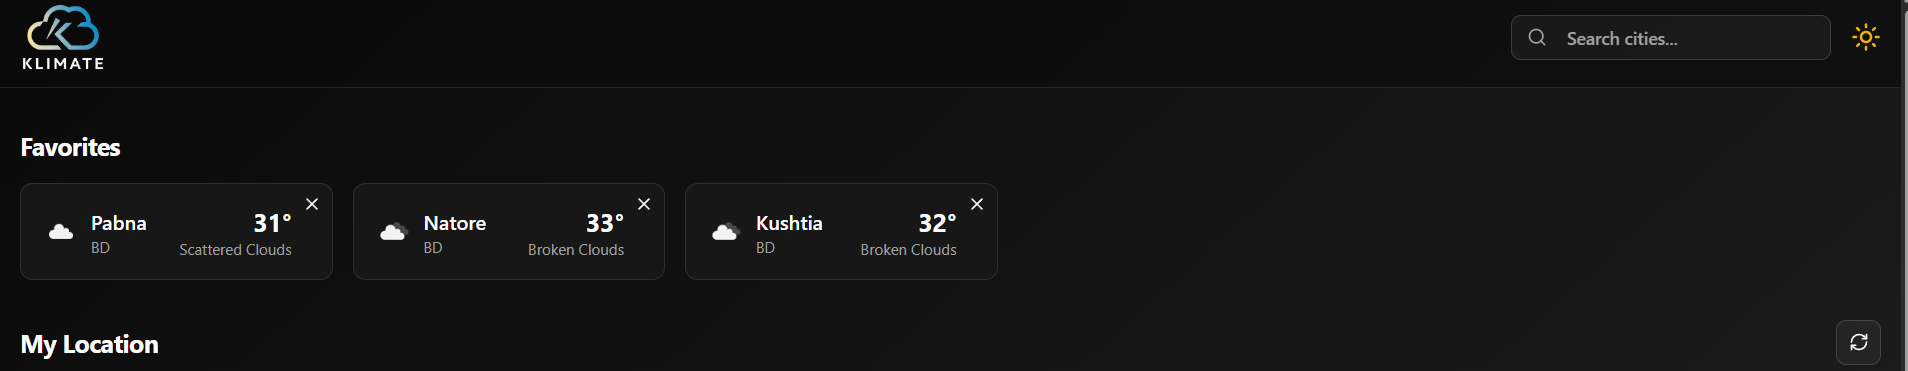 KLIMATE
Search cities...
Favorites
Pabna
31°
BD
Scattered Clouds
Natore
33°
BD
Broken Clouds
Kushtia
32°
BD
Broken Clouds
My Location